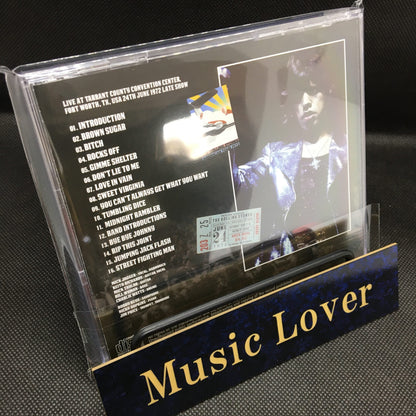 LIVE AT TARRANT COUNTY CONVENTION CENTER,
FORT WORTH, TX. USA 24TH JUNE 1972 LATE SHOW
01. INTRODUCTION
02. BROWN SUGAR
03. BITCH
04. ROCKS OFF
05. GIMME SHELTER
06. DON'T LIE TO ME
07. LOVE IN VAIN
08. SWEET VIRGINIA
09. YOU CAN'T ALWAYS GET WHAT YOU WANT
10. TUMBLING DICE
11. MIDNIGHT RAMBLER
12. BAND INTRODUCTIONS
13. BYE BYE JOHNNY
14. RIP THIS JOINT
15. JUMPING JACK FLASH
16. STREET FIGHTING MAN
THE ROLLING STONES
JUNE
Music Lover